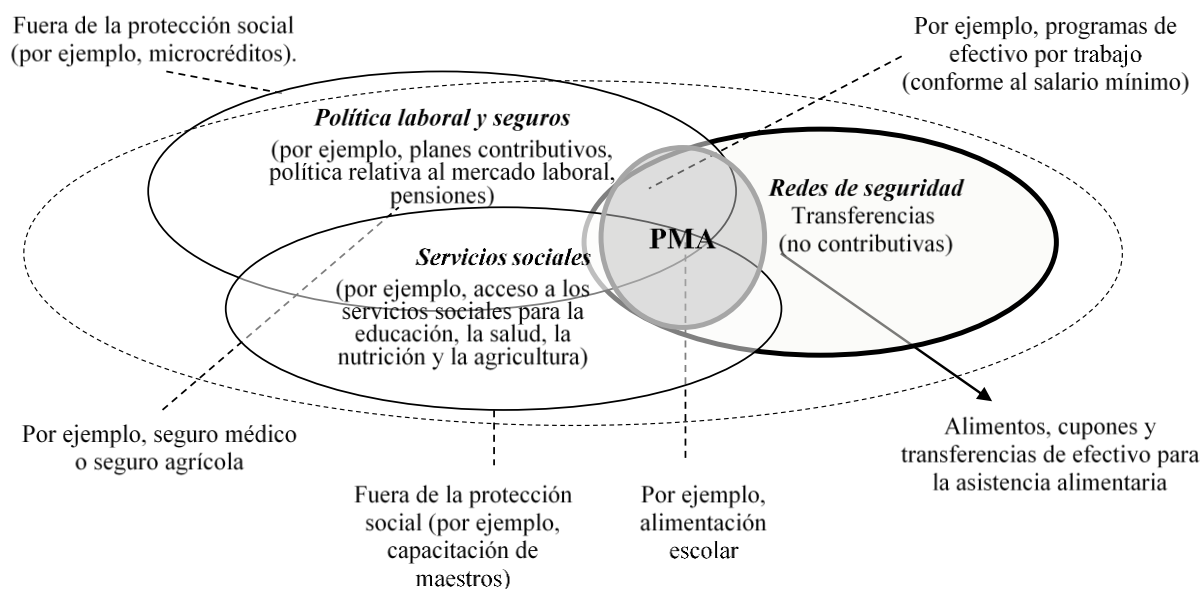 Fuera de la protección social
(por ejemplo, microcréditos).
Por ejemplo, programas de
efectivo por trabajo
(conforme al salario mínimo)
Política laboral y seguros
(por ejemplo, planes contributivos,
política relativa al mercado laboral,
pensiones)
Redes de seguridad
Transferencias
(no contributivas)
PMA
Servicios sociales
(por ejemplo, acceso a los
servicios sociales para la
educación, la salud, la
nutrición y la agricultura)
Por ejemplo, seguro médico
o seguro agrícola
Alimentos, cupones y
transferencias de efectivo para
la asistencia alimentaria
Fuera de la protección
social (por ejemplo,
capacitación de
maestros)
Por ejemplo,
alimentación
escolar